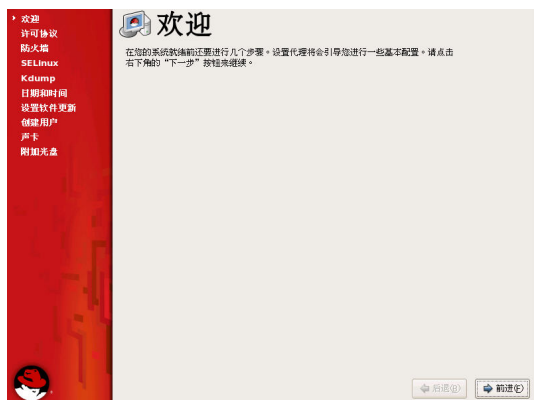 欢迎
许可协议
防火墙
SELinux
Kdump
日期和时间
设置软件更新
创建用户
声卡
附加光盘
欢迎
在您的系统就绪前还要进行几个步骤。设置代理将会引导您进行一些基本配置。请点击
右下角的“下一步”按钮来继续。
后退(B)
前进(F)